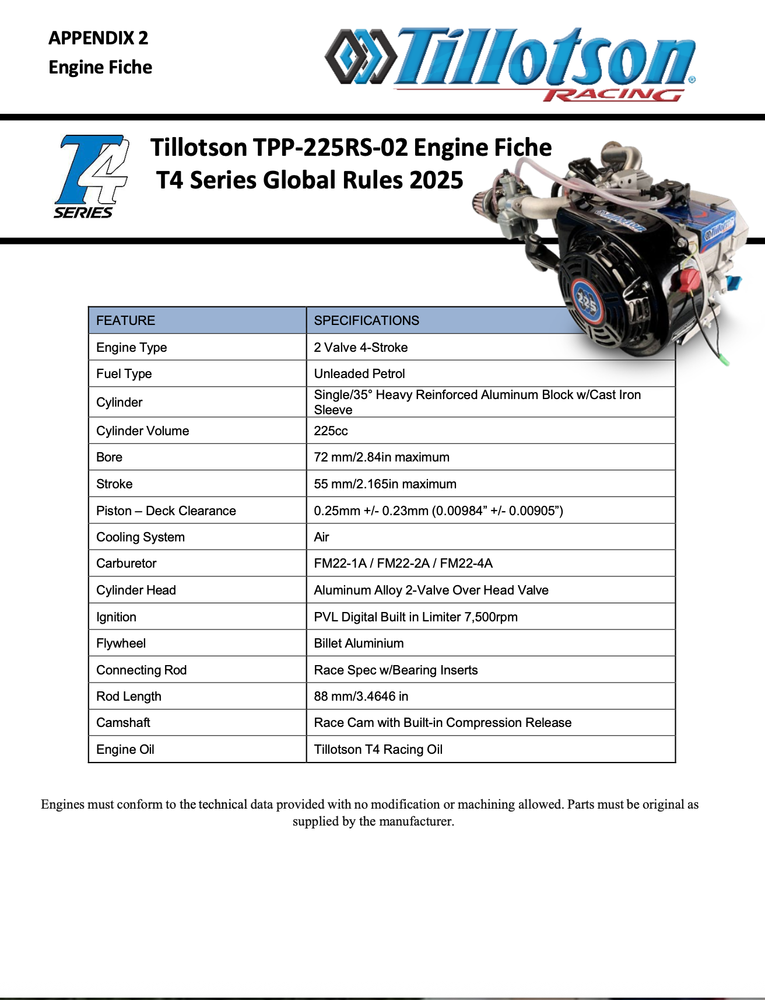 APPENDIX 2
Engine Fiche
Tillotson®
RACING
T4
SERIES
Tillotson TPP-225RS-02 Engine Fiche
T4 Series Global Rules 2025
Tillotson
Tillotson
225
FEATURE SPECIFICATIONS
Engine Type 2 Valve 4-Stroke
Fuel Type Unleaded Petrol
Cylinder Single/35° Heavy Reinforced Aluminum Block w/Cast Iron
Sleeve
Cylinder Volume 225cc
Bore 72 mm/2.84in maximum
Stroke 55 mm/2.165in maximum
Piston – Deck Clearance 0.25mm +/- 0.23mm (0.00984” +/- 0.00905”)
Cooling System Air
Carburetor FM22-1A / FM22-2A / FM22-4A
Cylinder Head Aluminum Alloy 2-Valve Over Head Valve
Ignition PVL Digital Built in Limiter 7,500rpm
Flywheel Billet Aluminium
Connecting Rod Race Spec w/Bearing Inserts
Rod Length 88 mm/3.4646 in
Camshaft Race Cam with Built-in Compression Release
Engine Oil Tillotson T4 Racing Oil
Engines must conform to the technical data provided with no modification or machining allowed. Parts must be original as
supplied by the manufacturer.